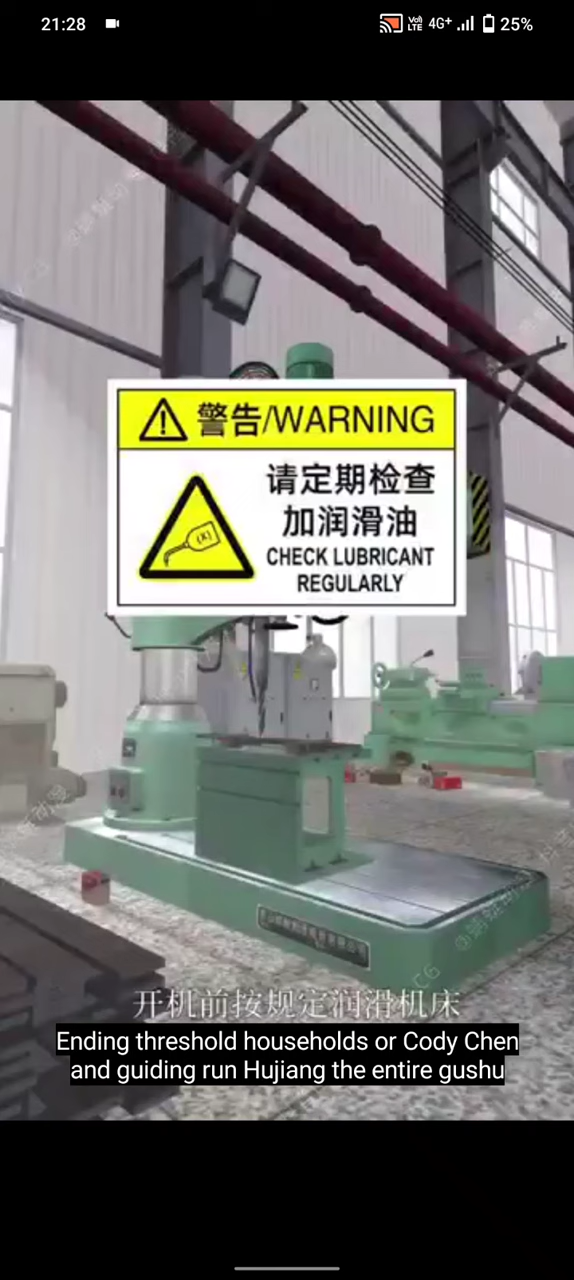 21:28
Vo)
LTE
4G+
25%
警告/WARNING
请定期检查
加润滑油
CHECK LUBRICANT
REGULARLY
开机前按规定润滑机床
Ending threshold households or Cody Chen
and guiding run Hujiang the entire gushu